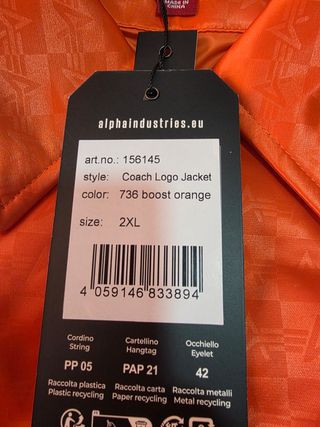 MADE IN
CHINA
alphaindustries.eu
art.no.: 156145
style: Coach Logo Jacket
color: 736 boost orange
size: 2XL
4 059146 833894
Cordino Cartellino Occhiello
String Hangtag Eyelet
PP 05 PAP 21 42
Raccolta plastica Raccolta carta Raccolta metalli
Plastic recycling Paper recycling Metal recycling